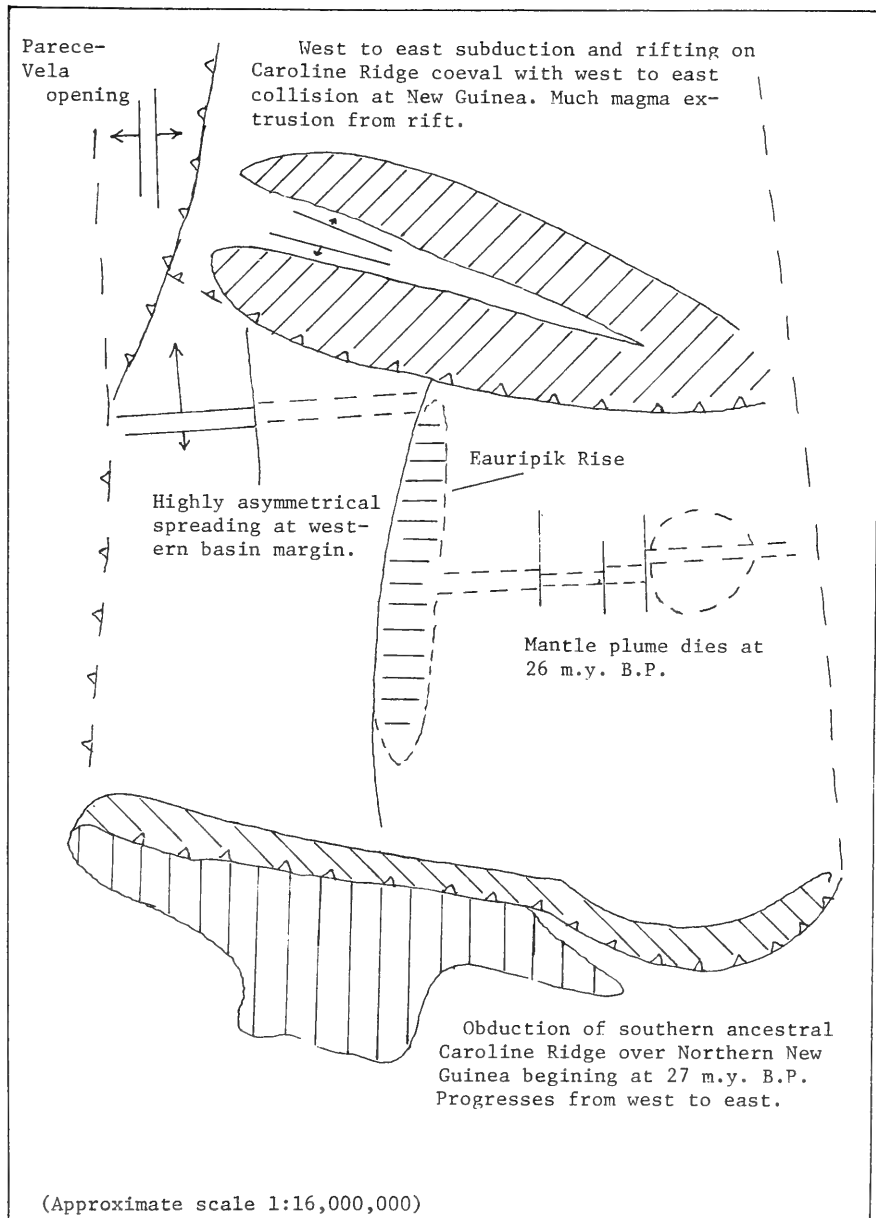 Parece-
Vela
opening
West to east subduction and rifting on
Caroline Ridge coeval with west to east
collision at New Guinea. Much magma ex-
trusion from rift.
Eauripik Rise
Highly asymmetrical
spreading at west-
ern basin margin.
Mantle plume dies at
26 m.y. B.P.
Obduction of southern ancestral
Caroline Ridge over Northern New
Guinea begining at 27 m.y. B.P.
Progresses from west to east.
(Approximate scale 1:16,000,000)